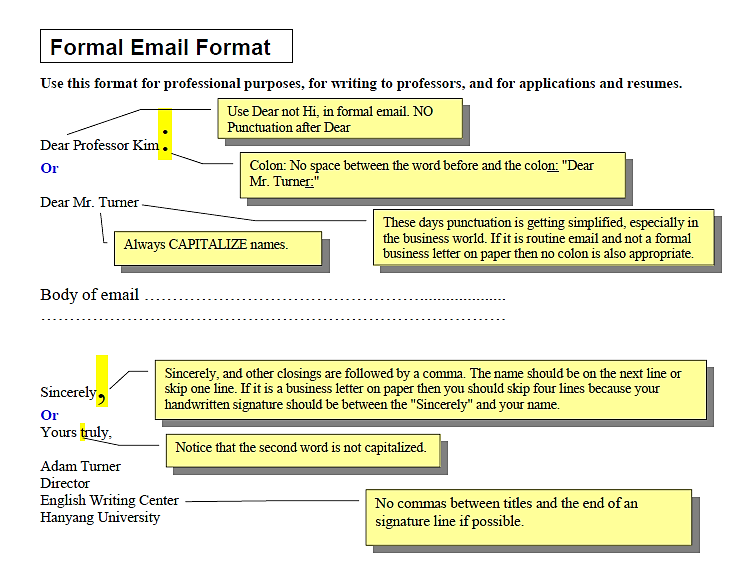 Formal Email Format
Use this format for professional purposes, for writing to professors, and for applications and resumes.
Use Dear not Hi, in formal email. NO
Punctuation after Dear
Dear Professor Kim:
Or
Colon: No space between the word before and the colon: "Dear
Mr. Turner:"
Dear Mr. Turner
These days punctuation is getting simplified, especially in
the business world. If it is routine email and not a formal
business letter on paper then no colon is also appropriate.
Always CAPITALIZE names.
Body of email ……………………………………………....................
…………………………………………………………………………
Sincerely, and other closings are followed by a comma. The name should be on the next line or
skip one line. If it is a business letter on paper then you should skip four lines because your
handwritten signature should be between the "Sincerely" and your name.
Sincerely,
Or
Yours truly,
Notice that the second word is not capitalized.
Adam Turner
Director
English Writing Center
Hanyang University
No commas between titles and the end of an
signature line if possible.